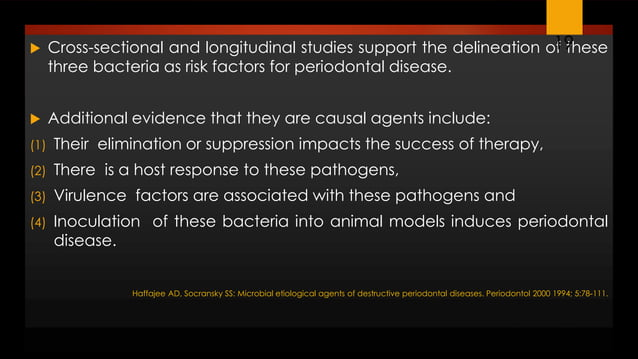 19
Cross-sectional and longitudinal studies support the delineation of these
three bacteria as risk factors for periodontal disease.
Additional evidence that they are causal agents include:
(1) Their elimination or suppression impacts the success of therapy,
(2) There is a host response to these pathogens,
(3) Virulence factors are associated with these pathogens and
(4) Inoculation of these bacteria into animal models induces periodontal
disease.
Haffajee AD, Socransky SS: Microbial etiological agents of destructive periodontal diseases. Periodontol 2000 1994; 5:78-111.